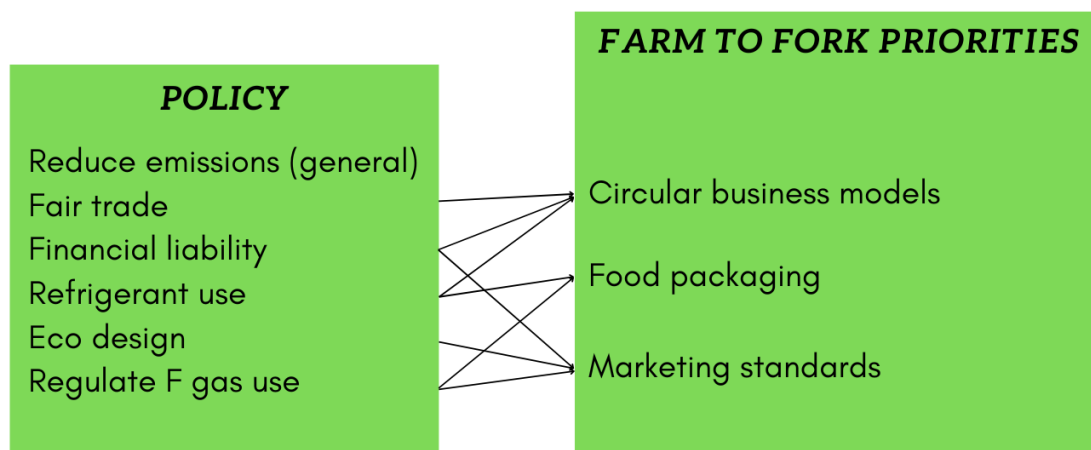 POLICY
Reduce emissions (general)
Fair trade
Financial liability
Refrigerant use
Eco design
Regulate F gas use
FARM TO FORK PRIORITIES
Circular business models
Food packaging
Marketing standards